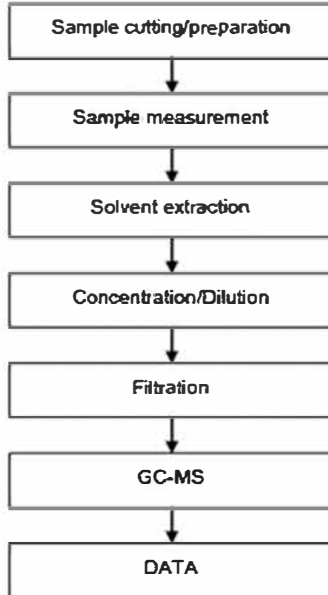 Sample cutting/preparation
Sample measurement
Solvent extraction
Concentration/Dilution
Filtration
GC-MS
DATA